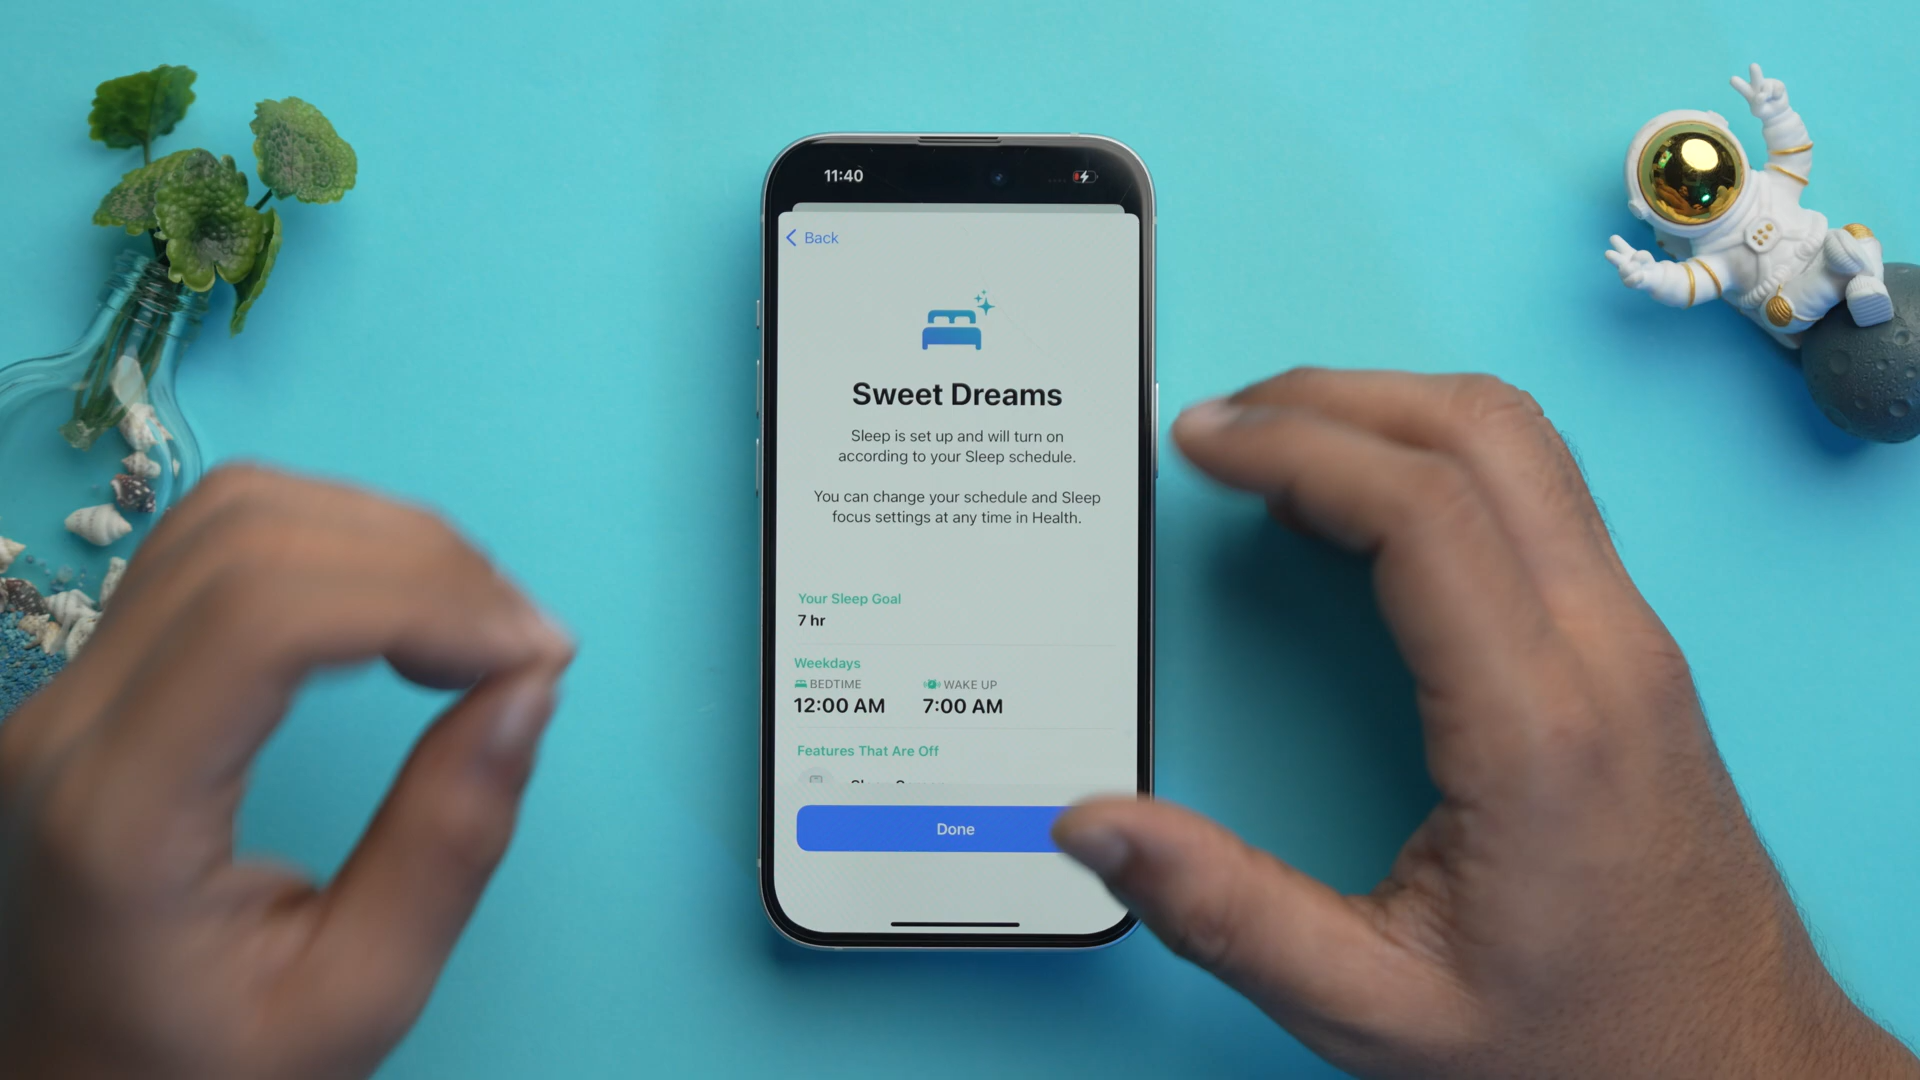 11:40
Back
Sweet Dreams
Sleep is set up and will turn on
according to your Sleep schedule.
You can change your schedule and Sleep
focus settings at any time in Health.
Your Sleep Goal
7 hr
Weekdays
BEDTIME
WAKE UP
12:00 AM
7:00 AM
Features That Are Off
Done